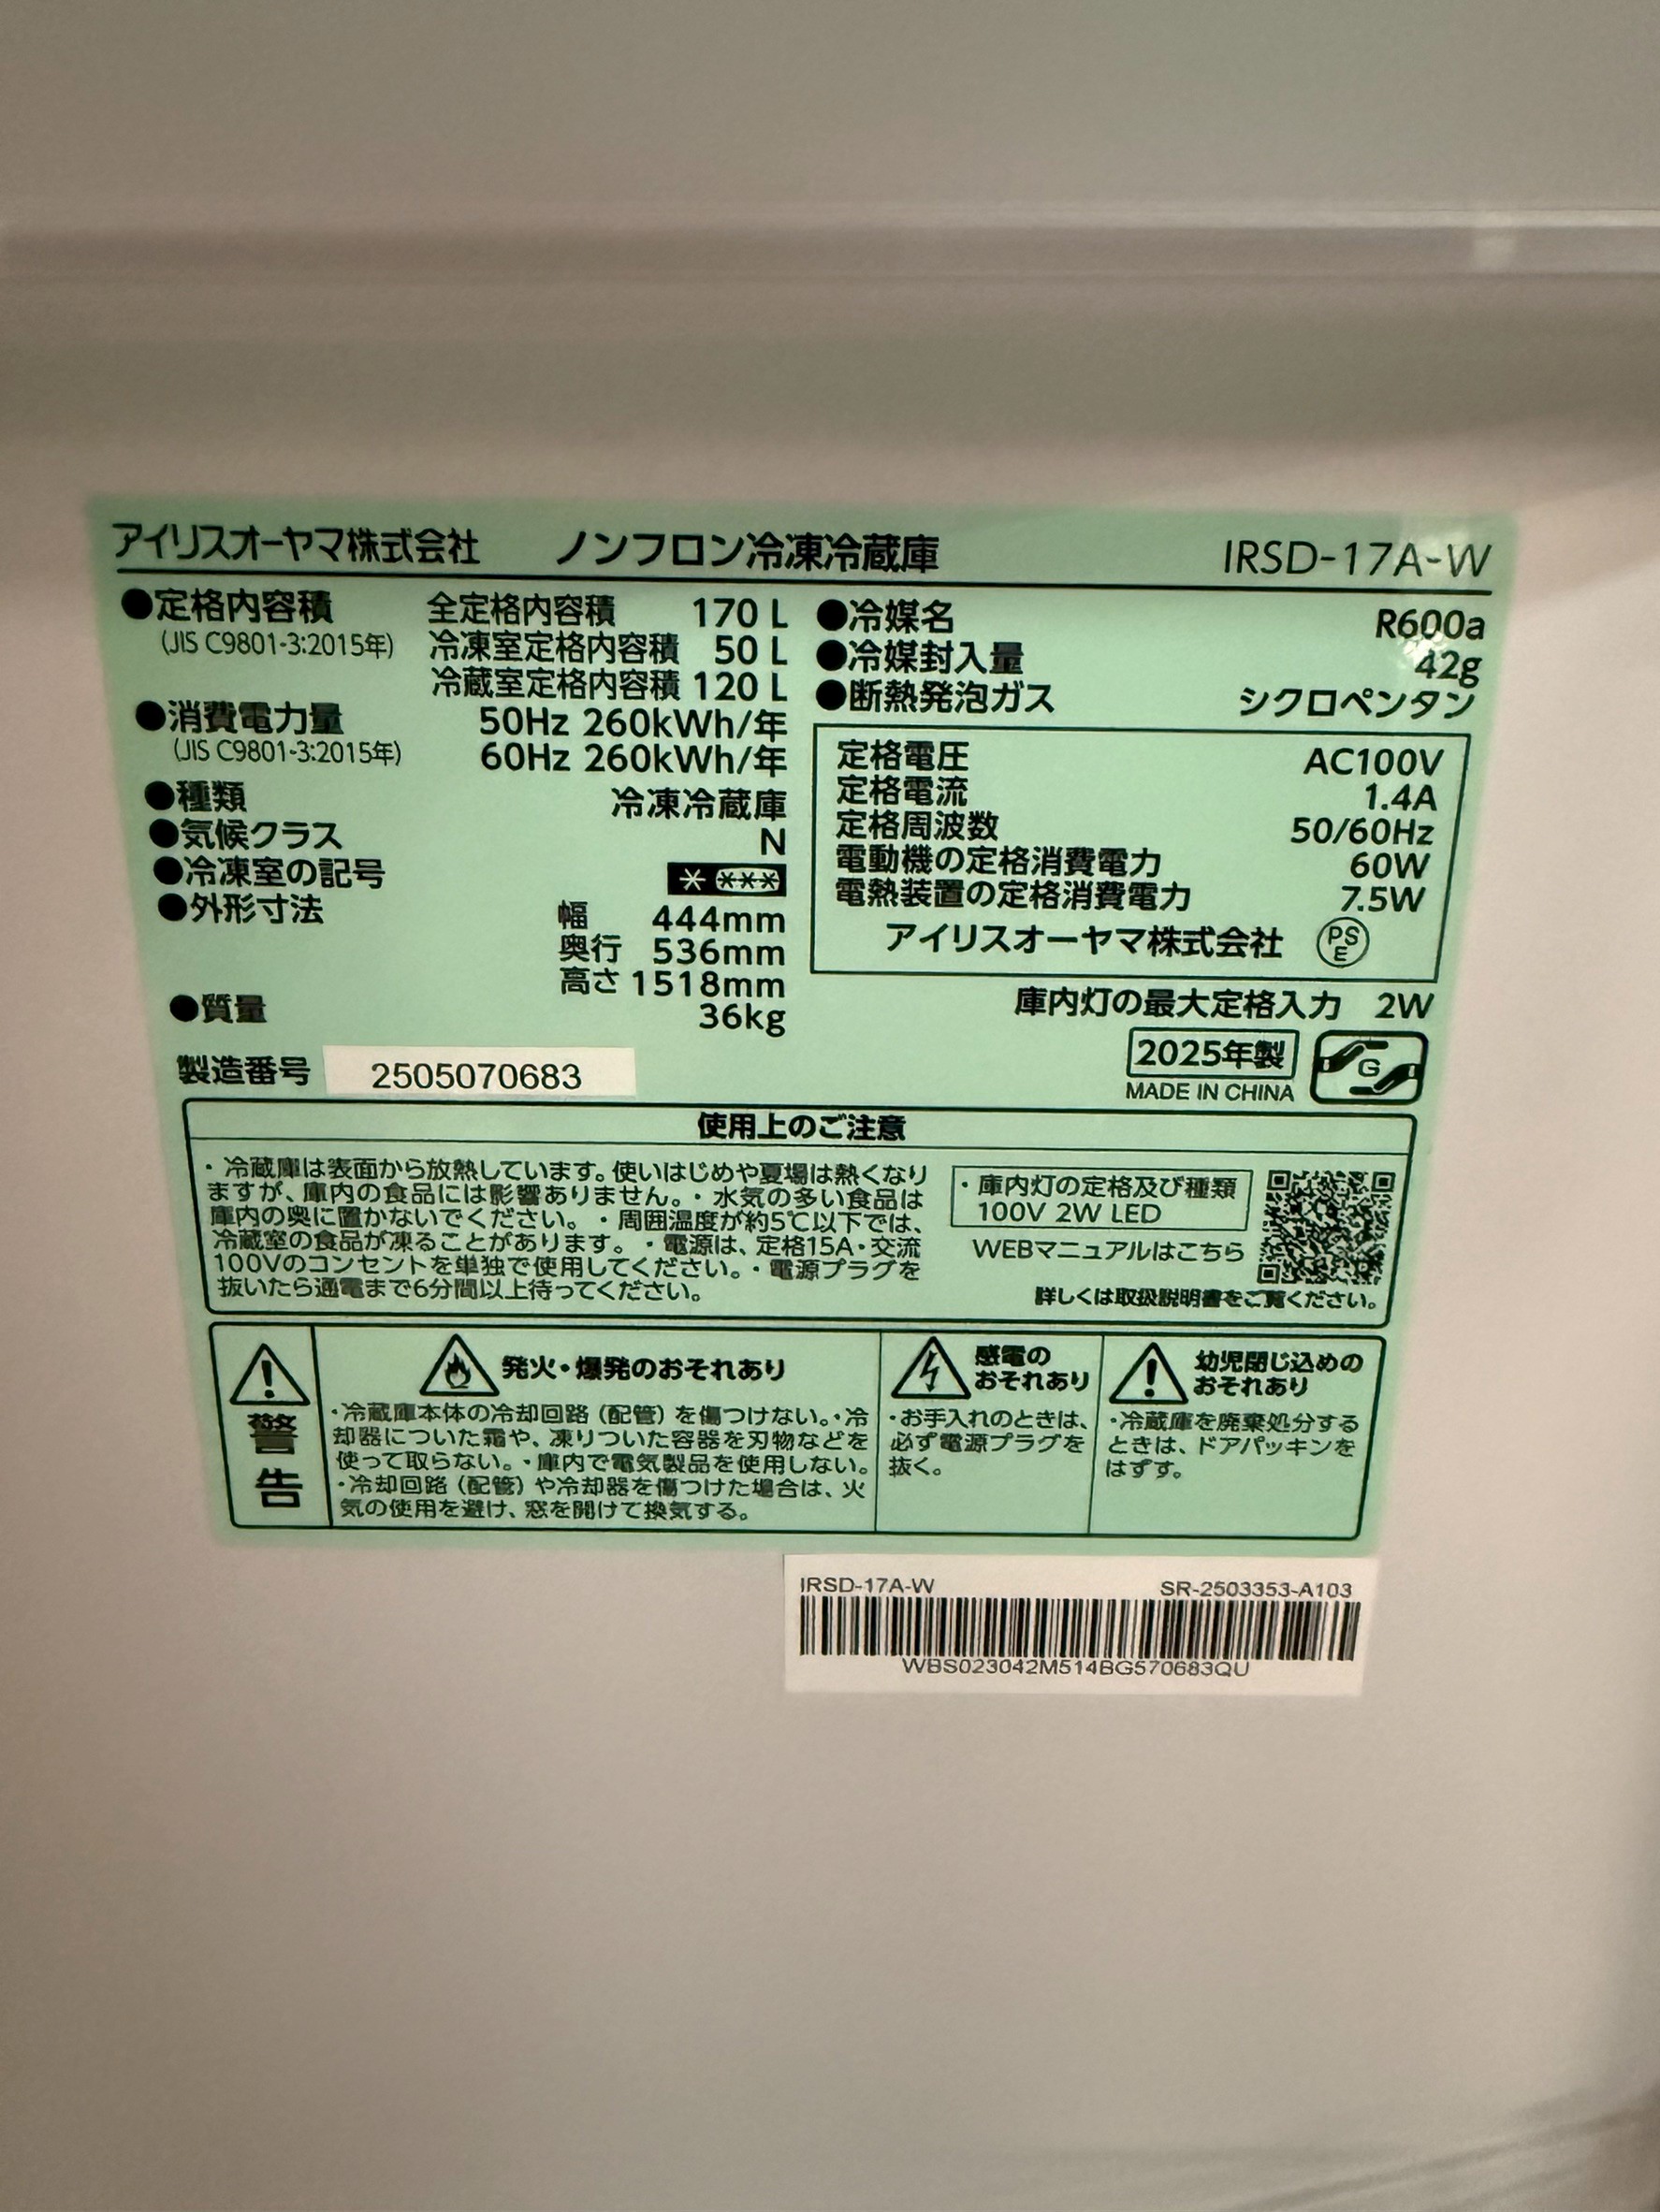 アイリスオーヤマ株式会社 ノンフロン冷凍冷蔵庫 IRSD-17A-W
●定格内容積 全定格内容積 170 L
(JIS C9801-3:2015年) 冷凍室定格内容積 50 L
冷蔵室定格内容積 120 L
●消費電力量 50Hz 260kWh/年
(JIS C9801-3:2015年) 60Hz 260kWh/年
●種類 冷凍冷蔵庫
●気候クラス N
●冷凍室の記号 * ***
●外形寸法 幅 444mm
奥行 536mm
高さ 1518mm
●質量 36kg
製造番号 2505070683
●冷媒名 R600a
●冷媒封入量 42g
●断熱発泡ガス シクロペンタン
定格電圧 AC100V
定格電流 1.4A
定格周波数 50/60Hz
電動機の定格消費電力 60W
電熱装置の定格消費電力 7.5W
アイリスオーヤマ株式会社 PSE
庫内灯の最大定格入力 2W
2025年製
MADE IN CHINA
G
使用上のご注意
・冷蔵庫は表面から放熱しています。使いはじめや夏場は熱くなり
ますが、庫内の食品には影響ありません。・水気の多い食品は
庫内の奥に置かないでください。・周囲温度が約5℃以下では、
冷蔵室の食品が凍ることがあります。・電源は、定格15A・交流
100Vのコンセントを単独で使用してください。・電源プラグを
抜いたら通電まで6分間以上待ってください。
・庫内灯の定格及び種類
100V 2W LED
WEBマニュアルはこちら
詳しくは取扱説明書をご覧ください。
警告
発火・爆発のおそれあり
・冷蔵庫本体の冷却回路（配管）を傷つけない。・冷
却器についた霜や、凍りついた容器を刃物などを
使って取らない。・庫内で電気製品を使用しない。
・冷却回路（配管）や冷却器を傷つけた場合は、火
気の使用を避け、窓を開けて換気する。
感電の
おそれあり
・お手入れのときは、
必ず電源プラグを
抜く。
幼児閉じ込めの
おそれあり
・冷蔵庫を廃棄処分する
ときは、ドアパッキンを
はずす。
IRSD-17A-W SR-2503353-A103
WBS023042M514BG570683QU